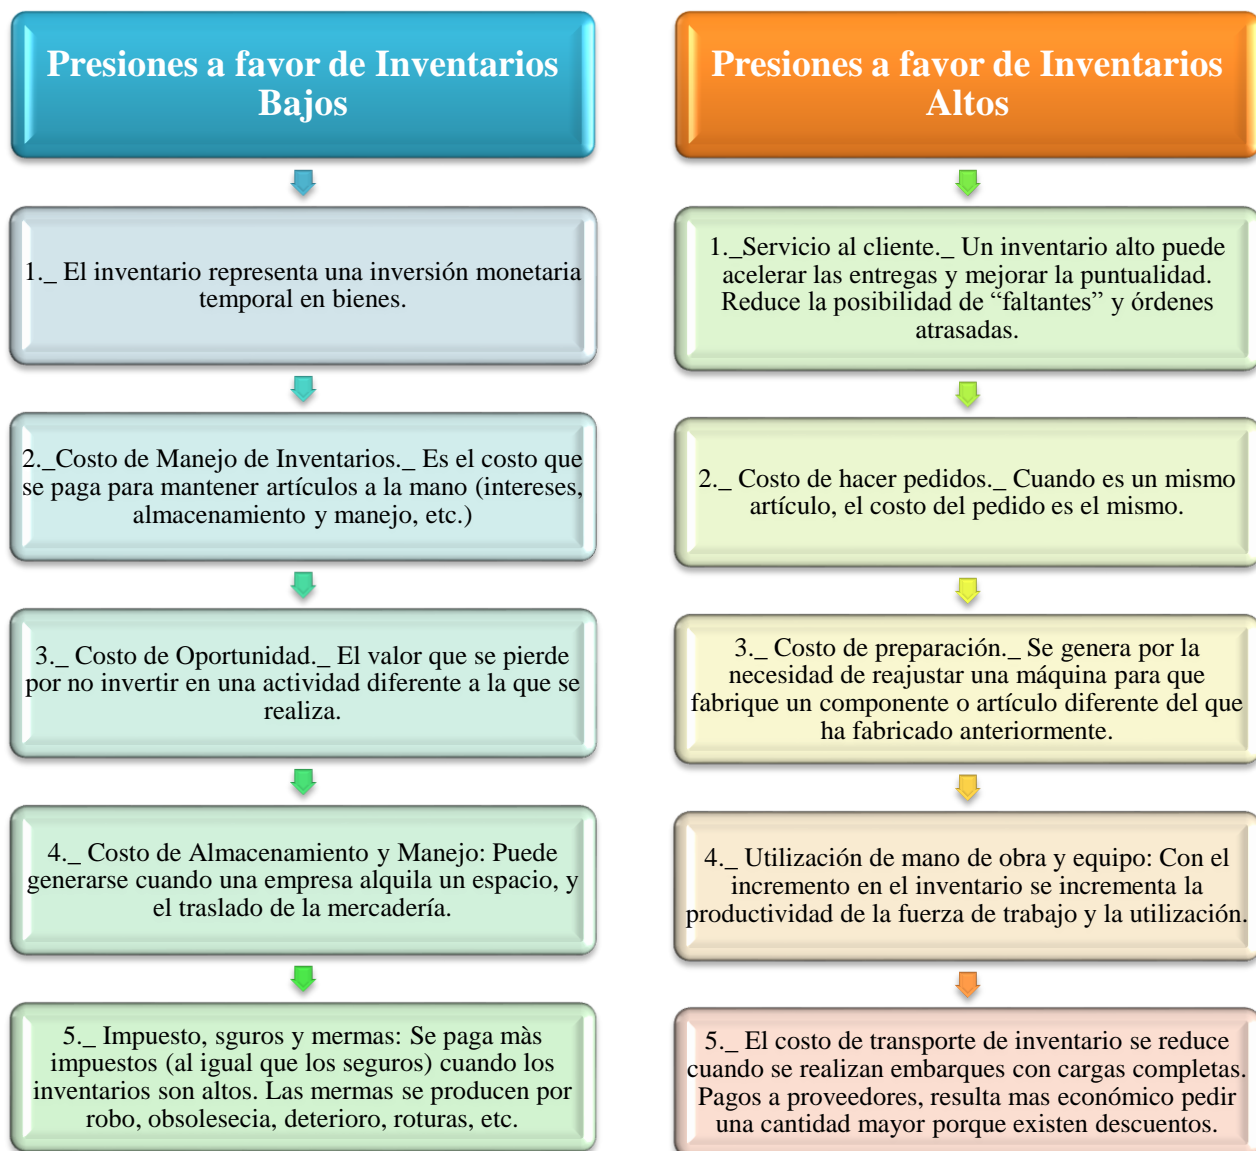 Presiones a favor de Inventarios
Bajos
1._ El inventario representa una inversión monetaria
temporal en bienes.
2._Costo de Manejo de Inventarios._ Es el costo que
se paga para mantener artículos a la mano (intereses,
almacenamiento y manejo, etc.)
3._ Costo de Oportunidad._ El valor que se pierde
por no invertir en una actividad diferente a la que se
realiza.
4._ Costo de Almacenamiento y Manejo: Puede
generarse cuando una empresa alquila un espacio, y
el traslado de la mercadería.
5._ Impuesto, sguros y mermas: Se paga màs
impuestos (al igual que los seguros) cuando los
inventarios son altos. Las mermas se producen por
robo, obsolesecia, deterioro, roturas, etc.
Presiones a favor de Inventarios
Altos
1._Servicio al cliente._ Un inventario alto puede
acelerar las entregas y mejorar la puntualidad.
Reduce la posibilidad de “faltantes” y órdenes
atrasadas.
2._ Costo de hacer pedidos._ Cuando es un mismo
artículo, el costo del pedido es el mismo.
3._ Costo de preparación._ Se genera por la
necesidad de reajustar una máquina para que
fabrique un componente o artículo diferente del que
ha fabricado anteriormente.
4._ Utilización de mano de obra y equipo: Con el
incremento en el inventario se incrementa la
productividad de la fuerza de trabajo y la utilización.
5._ El costo de transporte de inventario se reduce
cuando se realizan embarques con cargas completas.
Pagos a proveedores, resulta mas económico pedir
una cantidad mayor porque existen descuentos.